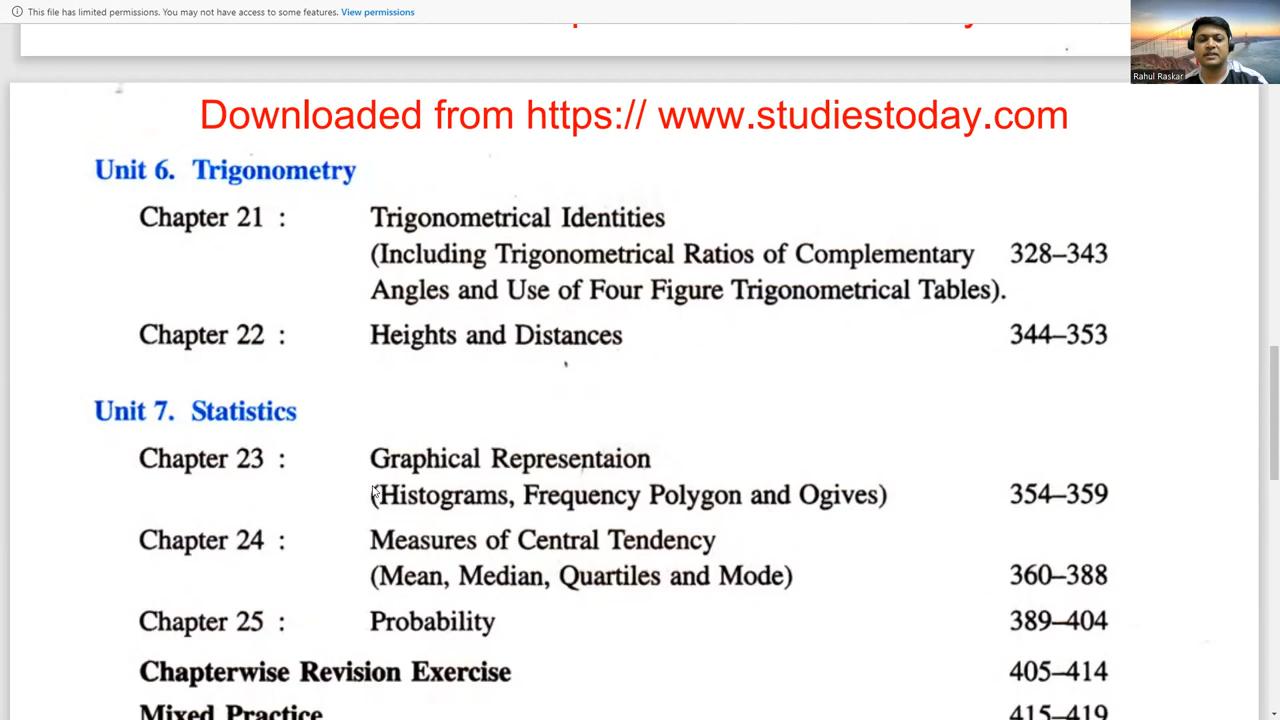 This file has limited permissions. You may not have access to some features. View permissions
Rahul Raskar
Downloaded from https:// www.studiestoday.com
Unit 6. Trigonometry
Chapter 21 : Trigonometrical Identities
(Including Trigonometrical Ratios of Complementary 328–343
Angles and Use of Four Figure Trigonometrical Tables).
Chapter 22 : Heights and Distances 344–353
Unit 7. Statistics
Chapter 23 : Graphical Representaion
(Histograms, Frequency Polygon and Ogives) 354–359
Chapter 24 : Measures of Central Tendency
(Mean, Median, Quartiles and Mode) 360–388
Chapter 25 : Probability 389–404
Chapterwise Revision Exercise 405–414
Mixed Practice 415–419